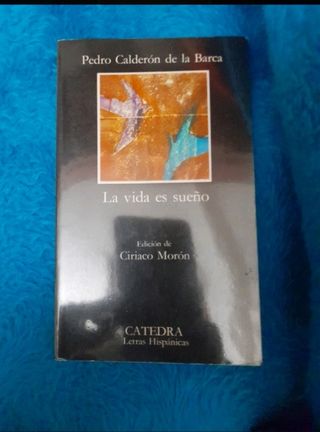 Pedro Calderón de la Barca
La vida es sueño
Edición de
Ciriaco Morón
CATEDRA
Letras Hispánicas